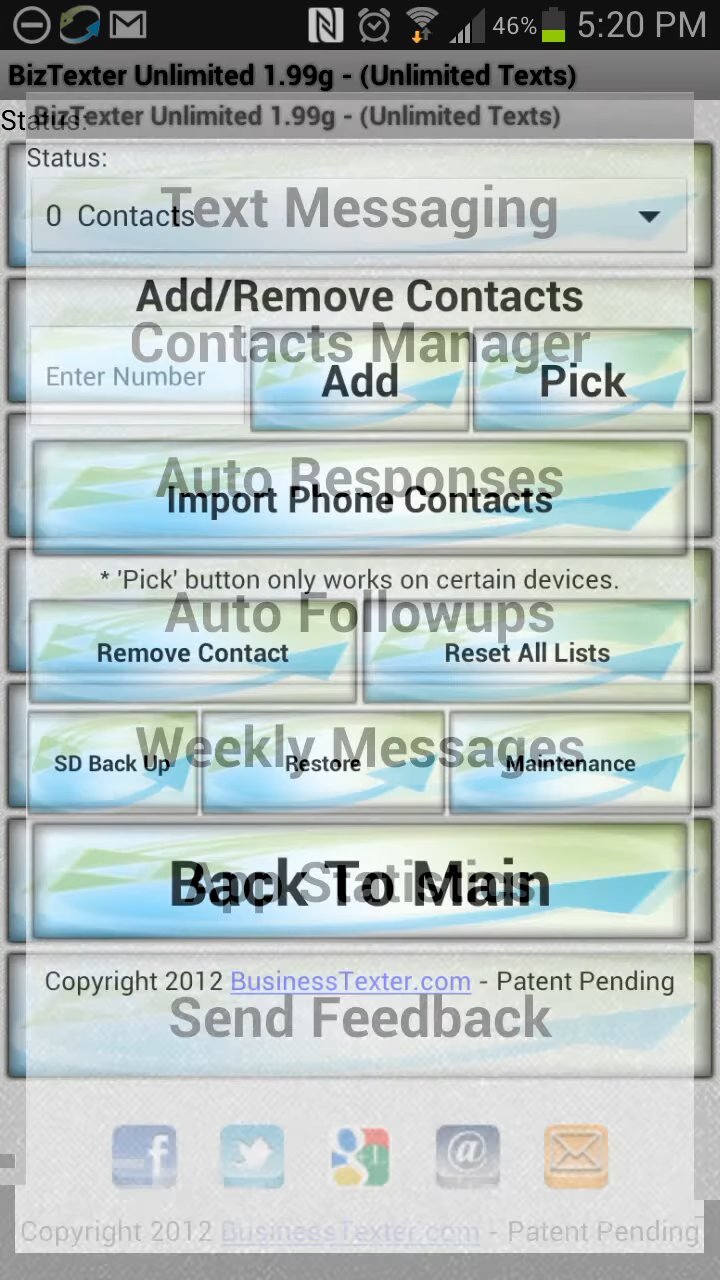 46% 5:20 PM
BizTexter Unlimited 1.99g - (Unlimited Texts)
Status:
BizTexter Unlimited 1.99g - (Unlimited Texts)
Status:
0 Contacts
Text Messaging
Add/Remove Contacts
Contacts Manager
Enter Number
Add
Pick
Auto Responses
Import Phone Contacts
* 'Pick' button only works on certain devices.
Auto Followups
Remove Contact
Reset All Lists
Weekly Messages
SD Back Up
Restore
Maintenance
Back To Main
App Statistics
Copyright 2012 BusinessTexter.com - Patent Pending
Send Feedback
f
@
Copyright 2012 BusinessTexter.com - Patent Pending